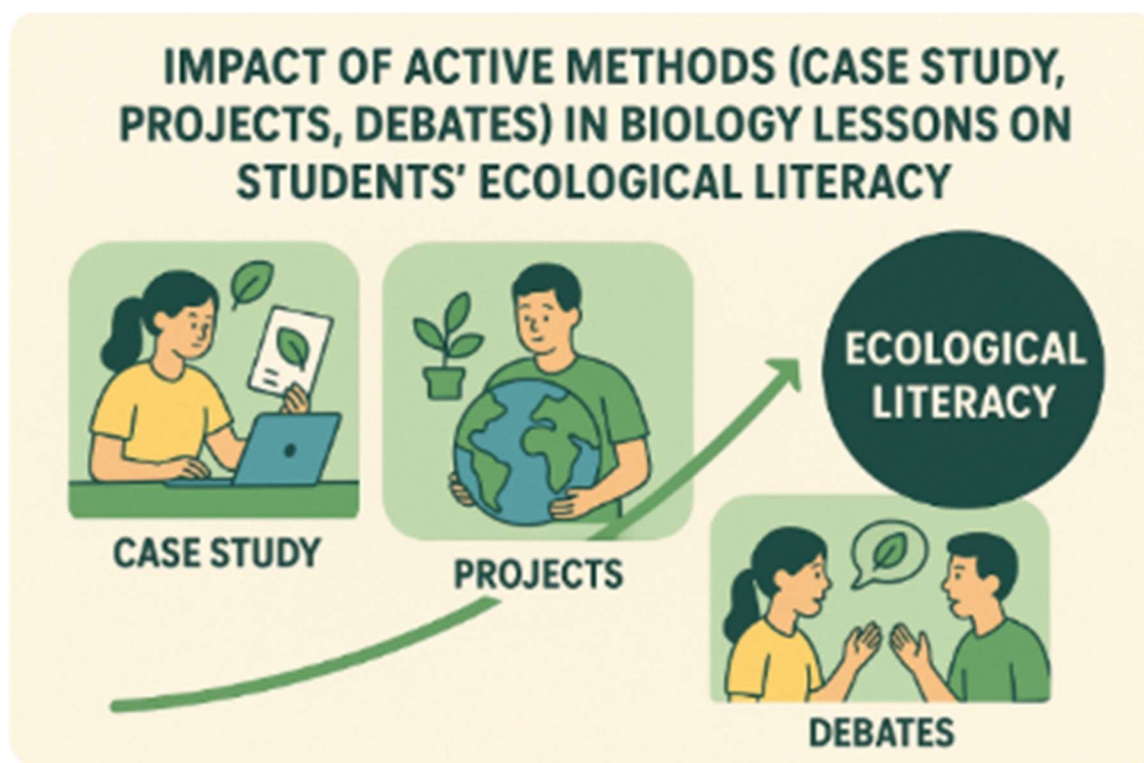 IMPACT OF ACTIVE METHODS (CASE STUDY,
PROJECTS, DEBATES) IN BIOLOGY LESSONS ON
STUDENTS' ECOLOGICAL LITERACY
ECOLOGICAL
LITERACY
CASE STUDY
PROJECTS
DEBATES